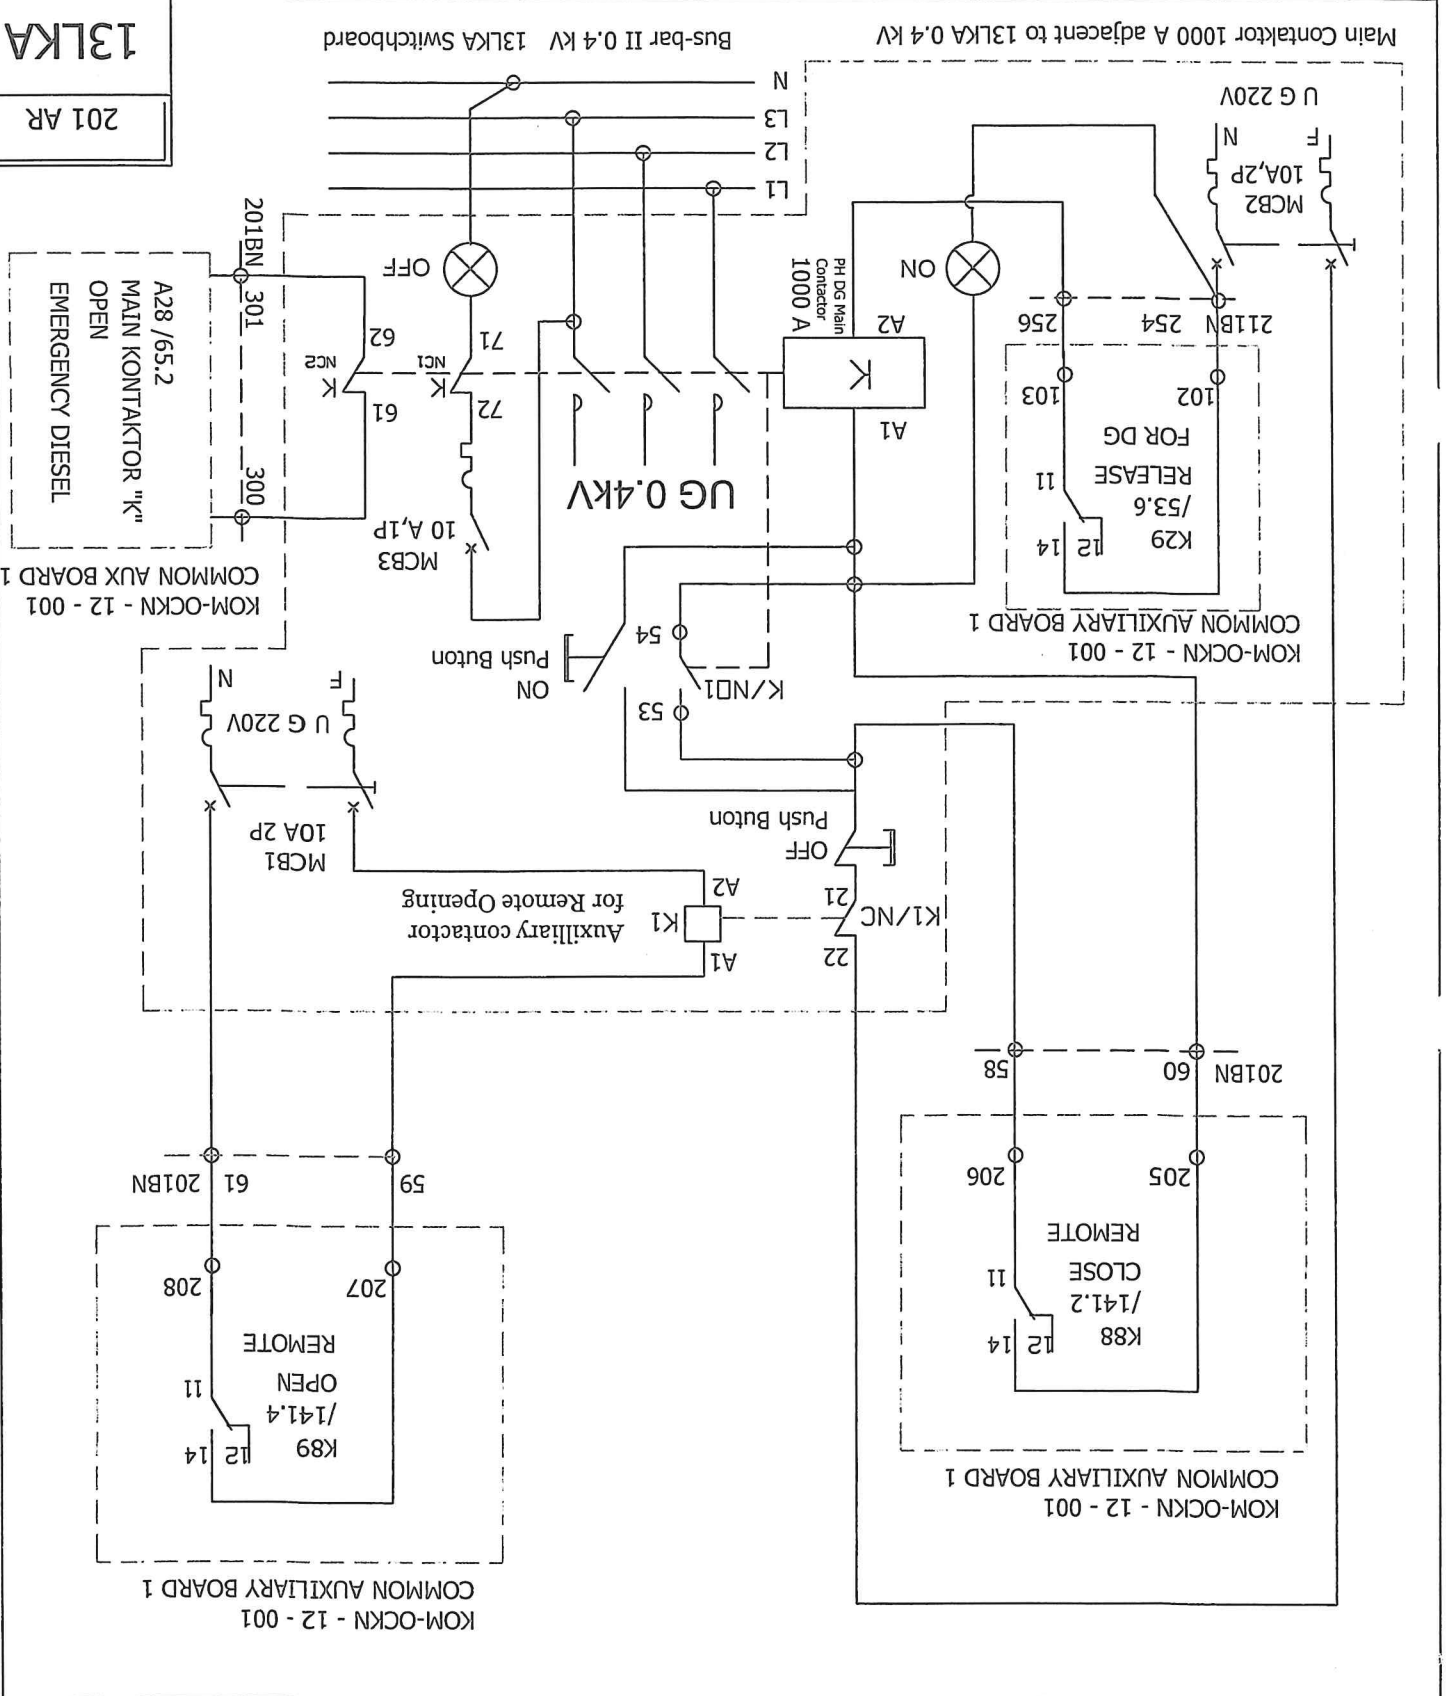 KOM-OCKN - 12 - 001
COMMON AUXILIARY BOARD 1
K88
/141.2
CLOSE
REMOTE
12 14
11
205
206
201BN
60
58
KOM-OCKN - 12 - 001
COMMON AUXILIARY BOARD 1
K89
/141.4
OPEN
REMOTE
12 14
11
207
208
59
61
201BN
22
K1/NC
21
OFF
Push Buton
A1
K1
A2
Auxilliary contactor
for Remote Opening
MCB1
10A 2P
U G 220V
F
N
53
K/NO1
54
ON
Push Buton
KOM-OCKN - 12 - 001
COMMON AUXILIARY BOARD 1
K29
/53.6
RELEASE
FOR DG
12 14
11
102
103
211BN
254
256
A1
K
A2
PH DG Main
Contactor
1000 A
ON
UG 0.4kV
MCB3
10 A,1P
72
K
NC1
71
OFF
61
K
NC2
62
KOM-OCKN - 12 - 001
COMMON AUX BOARD 1
A28 /65.2
MAIN KONTAKTOR "K"
OPEN
EMERGENCY DIESEL
300
301
201BN
MCB2
10A,2P
F
N
U G 220V
L1
L2
L3
N
Main Contaktor 1000 A adjacent to 13LKA 0.4 kV
Bus-bar II 0.4 kV 13LKA Switchboard
201 AR
13LKA